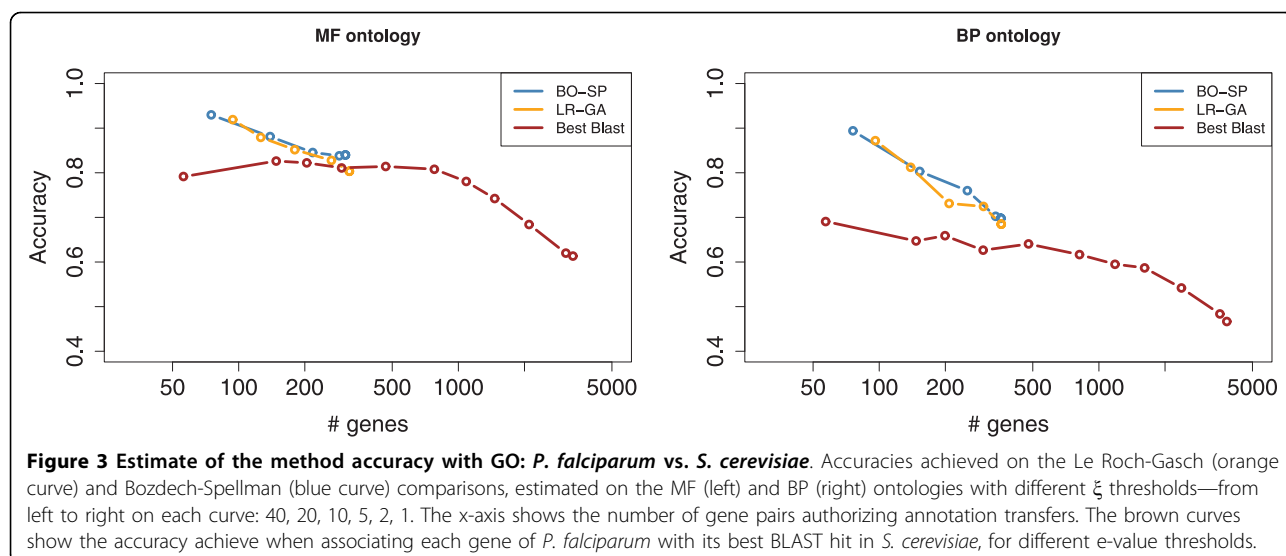 MF ontology
BP ontology
Accuracy
1.0
0.8
0.6
0.4
BO–SP
LR–GA
Best Blast
50 100 200 500 1000 5000
# genes
Accuracy
1.0
0.8
0.6
0.4
BO–SP
LR–GA
Best Blast
50 100 200 500 1000 5000
# genes
Figure 3 Estimate of the method accuracy with GO: P. falciparum vs. S. cerevisiae. Accuracies achieved on the Le Roch-Gasch (orange
curve) and Bozdech-Spellman (blue curve) comparisons, estimated on the MF (left) and BP (right) ontologies with different ξ thresholds—from
left to right on each curve: 40, 20, 10, 5, 2, 1. The x-axis shows the number of gene pairs authorizing annotation transfers. The brown curves
show the accuracy achieve when associating each gene of P. falciparum with its best BLAST hit in S. cerevisiae, for different e-value thresholds.